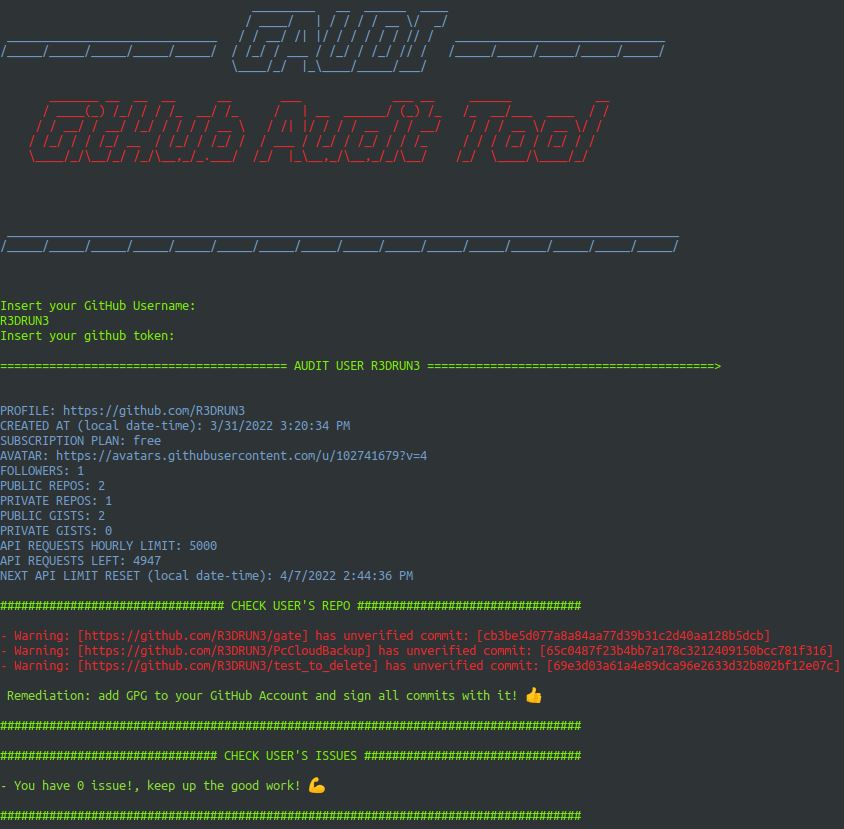 GAUDI
GitHub Audit Tool
Insert your GitHub Username:
R3DRUN3
Insert your github token:
========================================= AUDIT USER R3DRUN3 =========================================>
PROFILE: https://github.com/R3DRUN3
CREATED AT (local date-time): 3/31/2022 3:20:34 PM
SUBSCRIPTION PLAN: free
AVATAR: https://avatars.githubusercontent.com/u/102741679?v=4
FOLLOWERS: 1
PUBLIC REPOS: 2
PRIVATE REPOS: 1
PUBLIC GISTS: 2
PRIVATE GISTS: 0
API REQUESTS HOURLY LIMIT: 5000
API REQUESTS LEFT: 4947
NEXT API LIMIT RESET (local date-time): 4/7/2022 2:44:36 PM
################################ CHECK USER'S REPO ################################
- Warning: [https://github.com/R3DRUN3/gate] has unverified commit: [cb3be5d077a8a84aa77d39b31c2d40aa128b5dcb]
- Warning: [https://github.com/R3DRUN3/PcCloudBackup] has unverified commit: [65c0487f23b4bb7a178c3212409150bcc781f316]
- Warning: [https://github.com/R3DRUN3/test_to_delete] has unverified commit: [69e3d03a61a4e89dca96e2633d32b802bf12e07c]
Remediation: add GPG to your GitHub Account and sign all commits with it! 👍
###################################################################################
############################### CHECK USER'S ISSUES ###############################
- You have 0 issue!, keep up the good work! 💪
###################################################################################